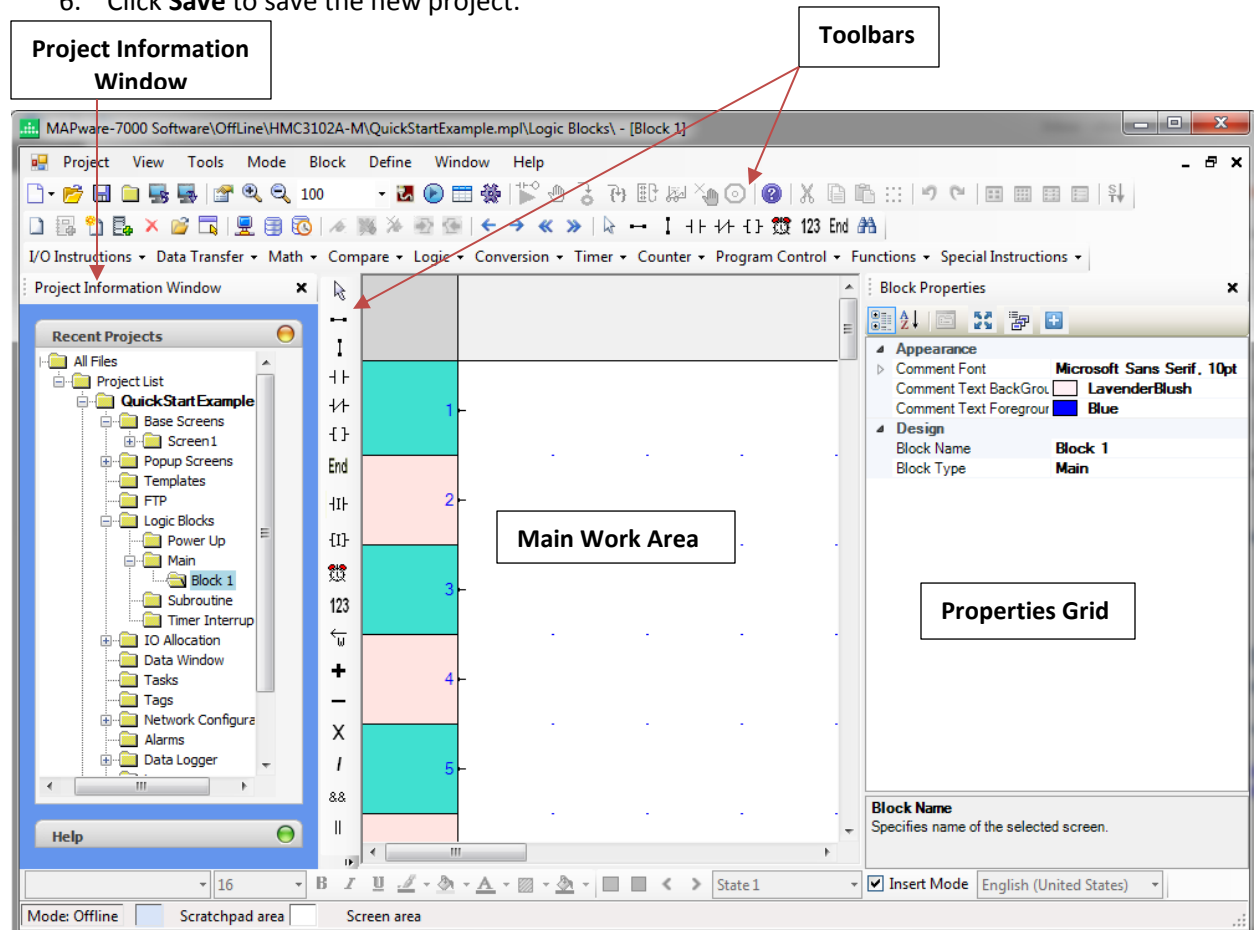 6. Click Save to save the new project.
Project Information
Window
Toolbars
MAPware-7000 Software\OffLine\HMC3102A-M\QuickStartExample.mpl\Logic Blocks\ - [Block 1]
Project View Tools Mode Block Define Window Help
100
123 End
I/O Instructions Data Transfer Math Compare Logic Conversion Timer Counter Program Control Functions Special Instructions
Project Information Window
Block Properties
Recent Projects
All Files
Project List
QuickStartExample
Base Screens
Screen1
Popup Screens
Templates
FTP
Logic Blocks
Power Up
Main
Block 1
Subroutine
Timer Interrup
IO Allocation
Data Window
Tasks
Tags
Network Configura
Alarms
Data Logger
Help
End
123
X
/
&&
||
1
2
3
4
5
Main Work Area
Appearance
Comment Font Microsoft Sans Serif, 10pt
Comment Text BackGrou LavenderBlush
Comment Text Foregrour Blue
Design
Block Name Block 1
Block Type Main
Properties Grid
Block Name
Specifies name of the selected screen.
16 B I U A State 1 Insert Mode English (United States)
Mode: Offline Scratchpad area Screen area